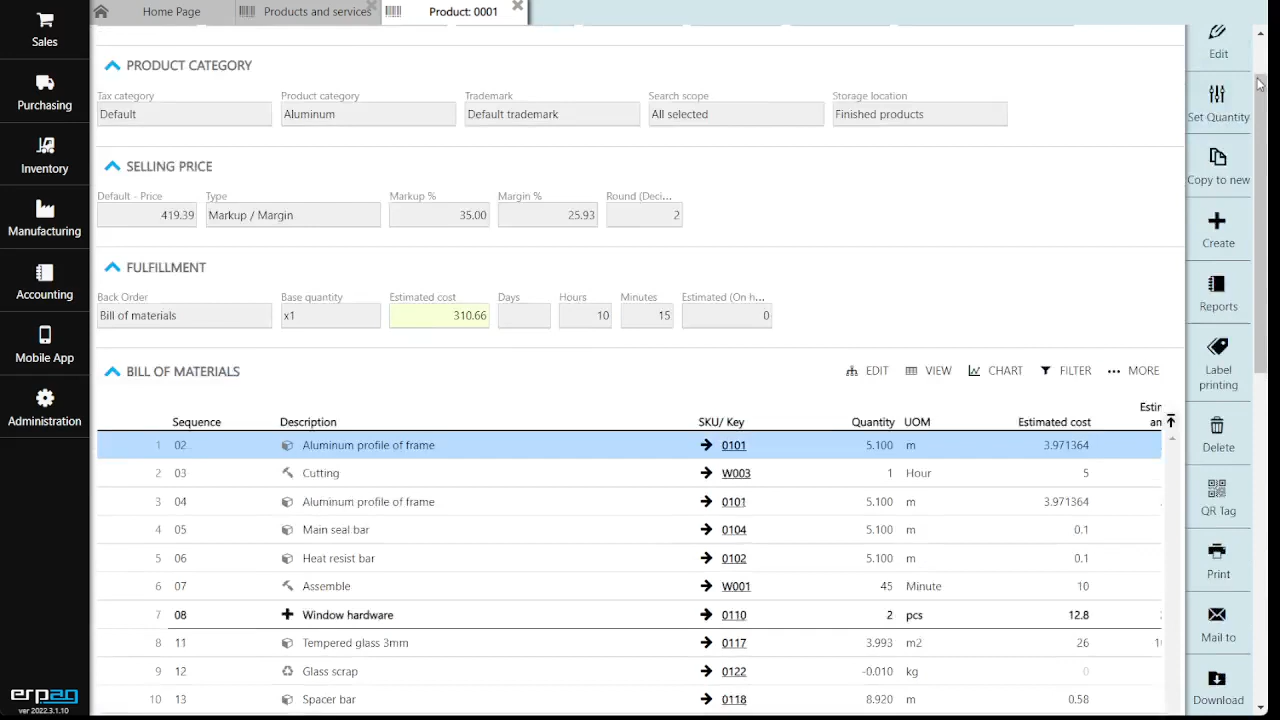 Home Page
Products and services
Product: 0001
Sales
Purchasing
Inventory
Manufacturing
Accounting
Mobile App
Administration
erpag
ver 2022.3.1.10
PRODUCT CATEGORY
Tax category Product category Trademark Search scope Storage location
Default Aluminum Default trademark All selected Finished products
SELLING PRICE
Default - Price Type Markup % Margin % Round (Deci...
419.39 Markup / Margin 35.00 25.93 2
FULFILLMENT
Back Order Base quantity Estimated cost Days Hours Minutes Estimated (On h...
Bill of materials x1 310.66 10 15 0
BILL OF MATERIALS EDIT VIEW CHART FILTER ... MORE
Sequence Description SKU/ Key Quantity UOM Estimated cost
1 02 Aluminum profile of frame 0101 5.100 m 3.971364
2 03 Cutting W003 1 Hour 5
3 04 Aluminum profile of frame 0101 5.100 m 3.971364
4 05 Main seal bar 0104 5.100 m 0.1
5 06 Heat resist bar 0102 5.100 m 0.1
6 07 Assemble W001 45 Minute 10
7 08 Window hardware 0110 2 pcs 12.8
8 11 Tempered glass 3mm 0117 3.993 m2 26
9 12 Glass scrap 0122 -0.010 kg 0
10 13 Spacer bar 0118 8.920 m 0.58
Edit
Set Quantity
Copy to new
Create
Reports
Label
printing
Delete
QR Tag
Print
Mail to
Download